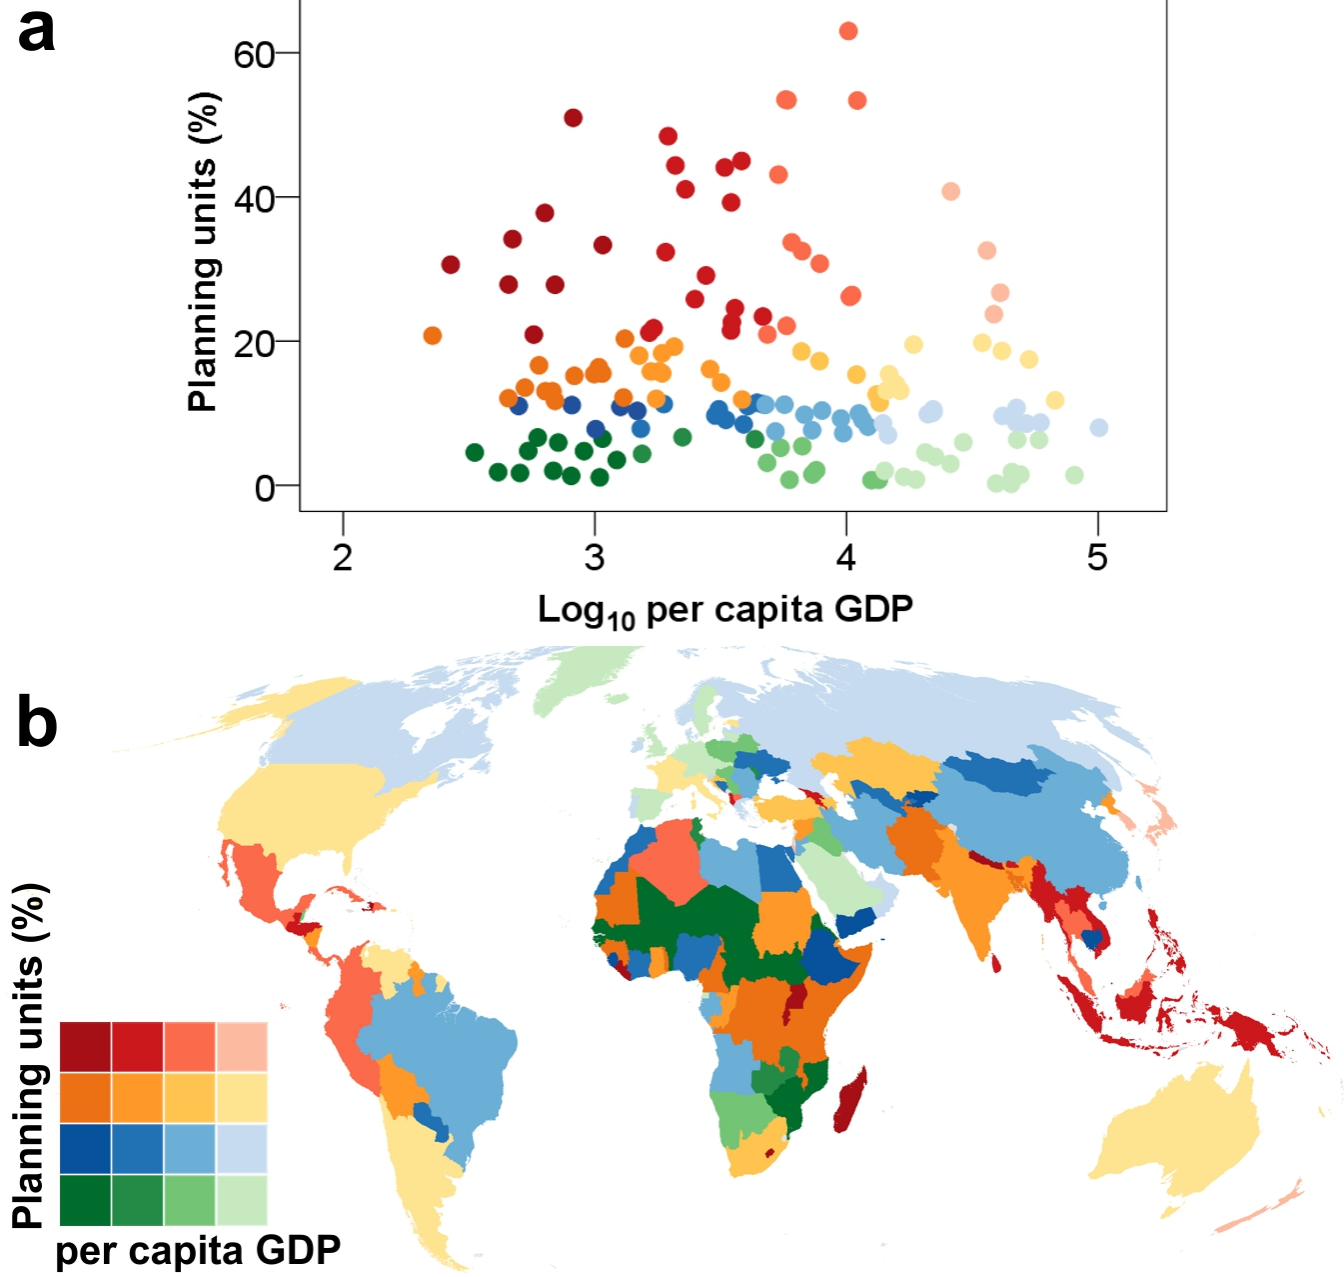 a
60
40
20
0
Planning units (%)
2 3 4 5
Log10 per capita GDP
b
Planning units (%)
per capita GDP